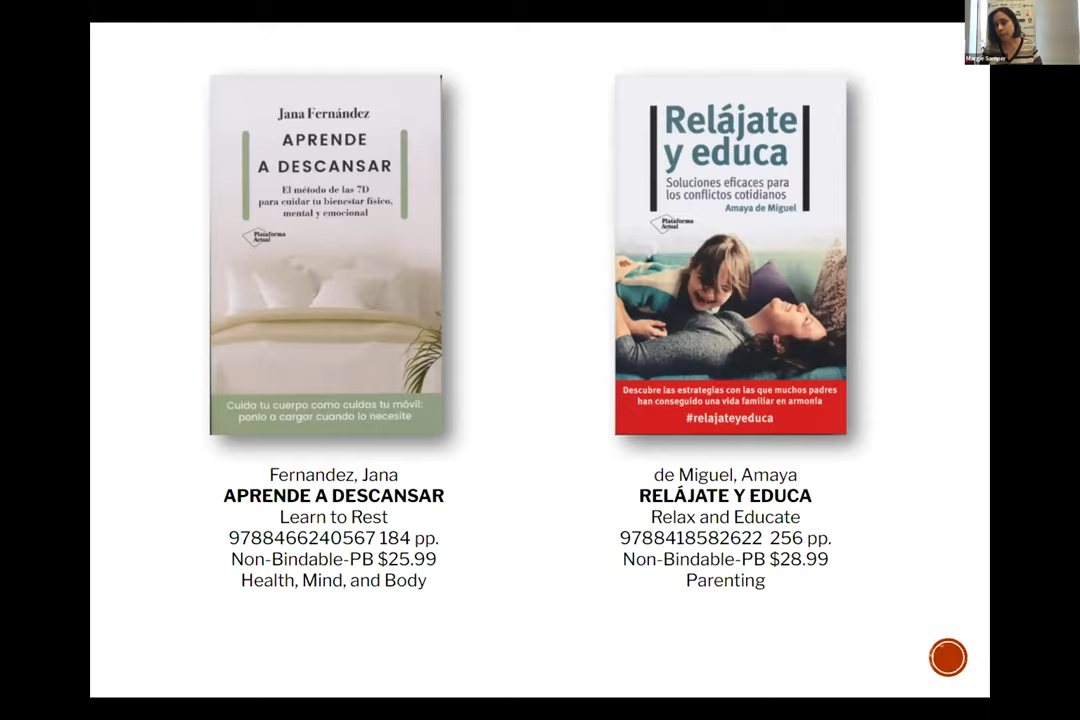 Jana Fernández
APRENDE
A DESCANSAR
El método de las 7D
para cuidar tu bienestar físico,
mental y emocional
Plataforma
Actual
Cuida tu cuerpo como cuidas tu móvil:
ponlo a cargar cuando lo necesite
Fernandez, Jana
APRENDE A DESCANSAR
Learn to Rest
9788466240567 184 pp.
Non-Bindable-PB $25.99
Health, Mind, and Body
Relájate
y educa
Soluciones eficaces para
los conflictos cotidianos
Amaya de Miguel
Plataforma
Actual
Descubre las estrategias con las que muchos padres
han conseguido una vida familiar en armonía
#relajateyeduca
de Miguel, Amaya
RELÁJATE Y EDUCA
Relax and Educate
9788418582622 256 pp.
Non-Bindable-PB $28.99
Parenting
Margie Samper